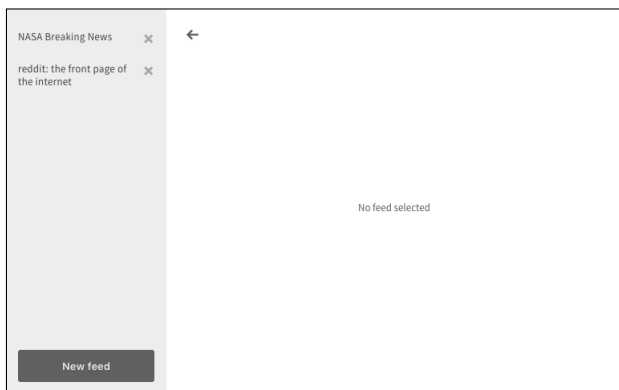 NASA Breaking News
reddit: the front page of
the internet
No feed selected
New feed